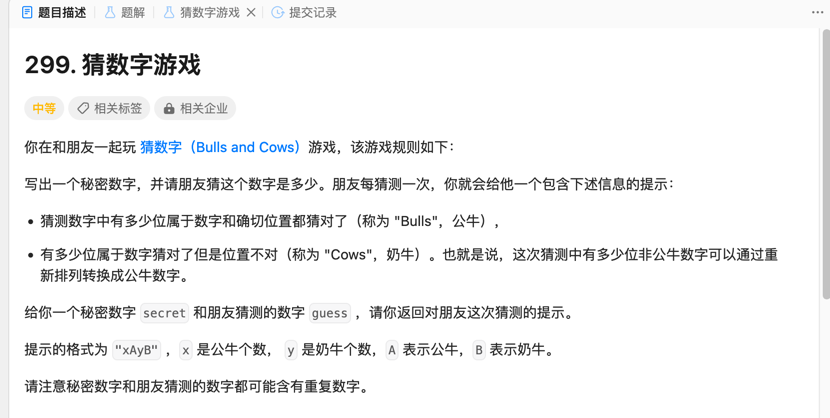 题目描述 题解 猜数字游戏 提交记录
299. 猜数字游戏
中等 相关标签 相关企业
你在和朋友一起玩 猜数字（Bulls and Cows）游戏，该游戏规则如下：
写出一个秘密数字，并请朋友猜这个数字是多少。朋友每猜测一次，你就会给他一个包含下述信息的提示：
• 猜测数字中有多少位属于数字和确切位置都猜对了（称为 "Bulls"，公牛），
• 有多少位属于数字猜对了但是位置不对（称为 "Cows"，奶牛）。也就是说，这次猜测中有多少位非公牛数字可以通过重
新排列转换成公牛数字。
给你一个秘密数字 secret 和朋友猜测的数字 guess ，请你返回对朋友这次猜测的提示。
提示的格式为 "xAyB" ，x 是公牛个数， y 是奶牛个数，A 表示公牛，B 表示奶牛。
请注意秘密数字和朋友猜测的数字都可能含有重复数字。